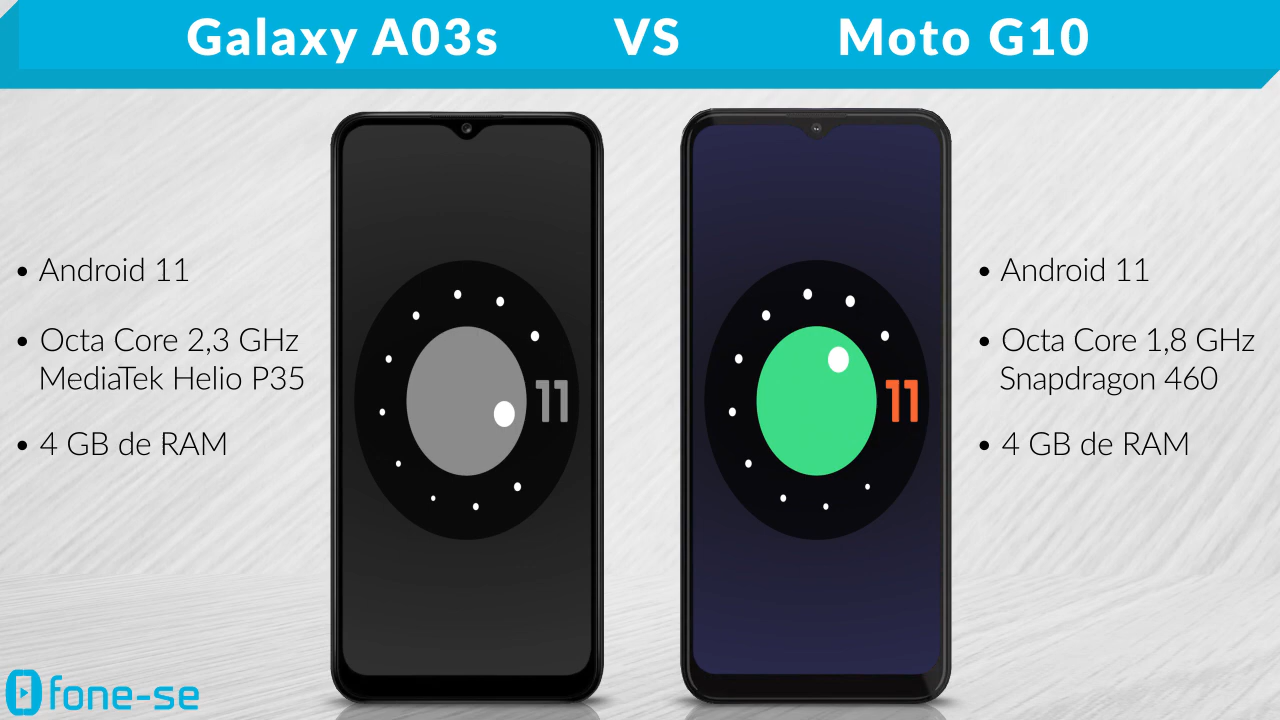 Galaxy A03s VS Moto G10
• Android 11
• Octa Core 2,3 GHz
MediaTek Helio P35
• 4 GB de RAM
11
11
• Android 11
• Octa Core 1,8 GHz
Snapdragon 460
• 4 GB de RAM
fone-se